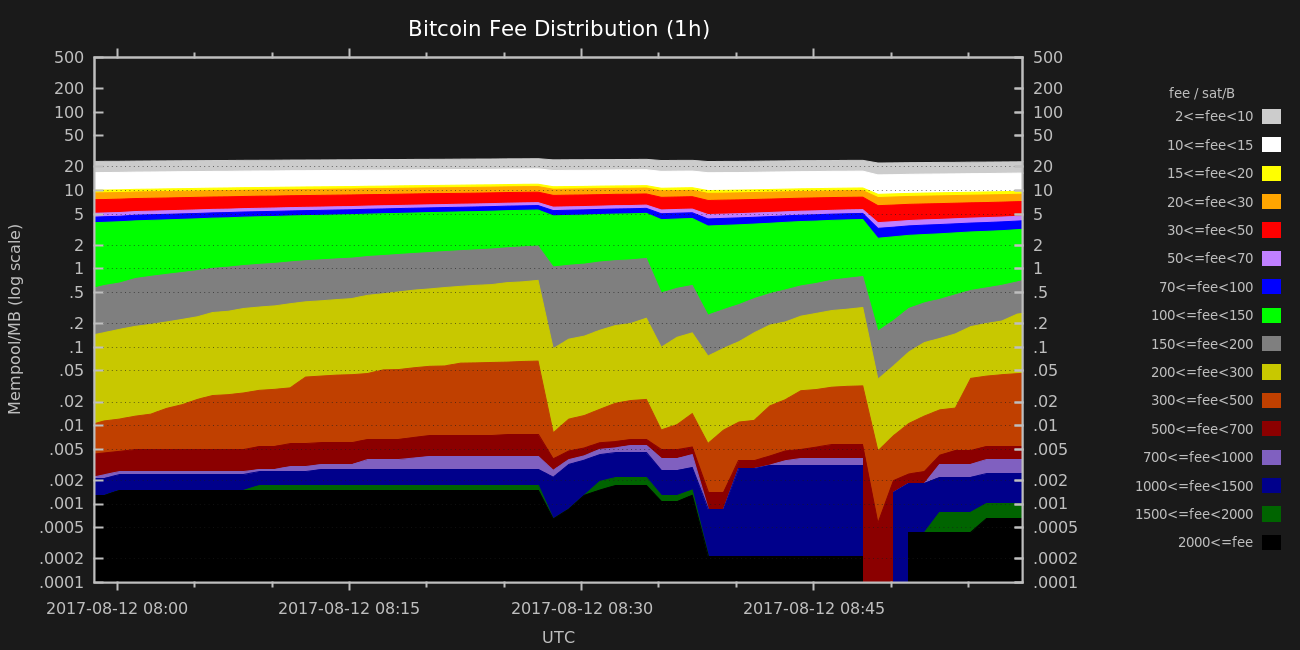 Bitcoin Fee Distribution (1h)
Mempool/MB (log scale)
500
200
100
50
20
10
5
2
1
.5
.2
.1
.05
.02
.01
.005
.002
.001
.0005
.0002
.0001
500
200
100
50
20
10
5
2
1
.5
.2
.1
.05
.02
.01
.005
.002
.001
.0005
.0002
.0001
2017-08-12 08:00
2017-08-12 08:15
2017-08-12 08:30
2017-08-12 08:45
UTC
fee / sat/B
2<=fee<10
10<=fee<15
15<=fee<20
20<=fee<30
30<=fee<50
50<=fee<70
70<=fee<100
100<=fee<150
150<=fee<200
200<=fee<300
300<=fee<500
500<=fee<700
700<=fee<1000
1000<=fee<1500
1500<=fee<2000
2000<=fee